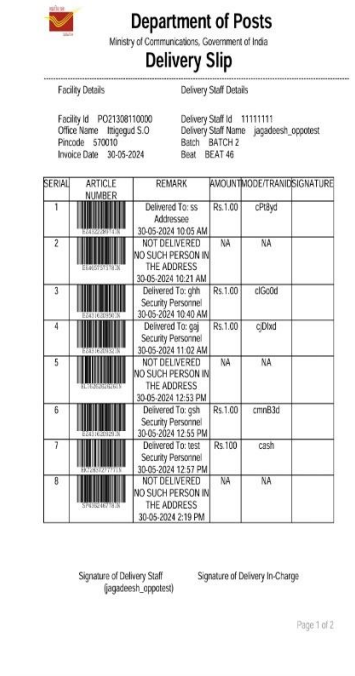 Department of Posts
Ministry of Communications, Government of India
Delivery Slip
Facility Details Delivery Staff Details
Facility Id PO21308110000 Delivery Staff Id 11111111
Office Name Ittigegud S.O Delivery Staff Name jagadeesh_oppotest
Pincode 570010 Batch BATCH 2
Invoice Date 30-05-2024 Beat BEAT 46
SERIAL ARTICLE NUMBER REMARK AMOUNT MODE/TRANID SIGNATURE
1 Delivered To: ss Rs.1.00 cPt8yd
Addressee
30-05-2024 10:05 AM
2 NOT DELIVERED NA NA
NO SUCH PERSON IN
THE ADDRESS
30-05-2024 10:21 AM
3 Delivered To: ghh Rs.1.00 clGo0d
Security Personnel
30-05-2024 10:40 AM
4 Delivered To: gaj Rs.1.00 cjDlxd
Security Personnel
30-05-2024 11:02 AM
5 NOT DELIVERED NA NA
NO SUCH PERSON IN
THE ADDRESS
30-05-2024 12:53 PM
6 Delivered To: gsh Rs.1.00 cmnB3d
Security Personnel
30-05-2024 12:55 PM
7 Delivered To: test Rs.100 cash
Security Personnel
30-05-2024 12:57 PM
8 NOT DELIVERED NA NA
NO SUCH PERSON IN
THE ADDRESS
30-05-2024 2:19 PM
Signature of Delivery Staff Signature of Delivery In-Charge
(jagadeesh_oppotest)
Page 1 of 2